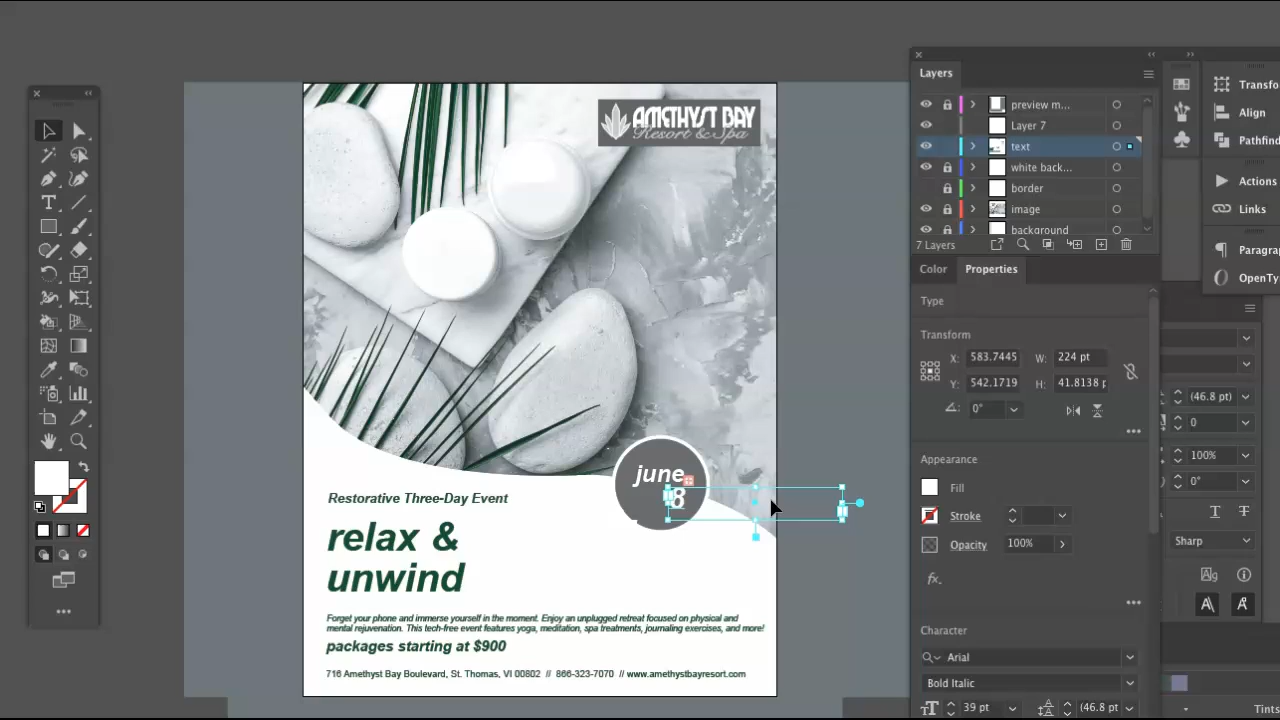 Layers
preview m...
Layer 7
text
white back...
border
image
background
7 Layers
Transfo
Align
Pathfind
Actions
Links
Paragra
OpenTy
Color
Properties
Type
Transform
X: 583.7445
W: 224 pt
Y: 542.1719
H: 41.8138 p
0°
Appearance
Fill
Stroke
Opacity
100%
fx.
Character
Arial
Bold Italic
39 pt
(46.8 pt)
(46.8 pt)
0
100%
0°
T T
Sharp
Tints
AMETHYST BAY
Resort & Spa
june
8
Restorative Three-Day Event
relax &
unwind
Forget your phone and immerse yourself in the moment. Enjoy an unplugged retreat focused on physical and
mental rejuvenation. This tech-free event features yoga, meditation, spa treatments, journaling exercises, and more!
packages starting at $900
716 Amethyst Bay Boulevard, St. Thomas, VI 00802 // 866-323-7070 // www.amethystbayresort.com